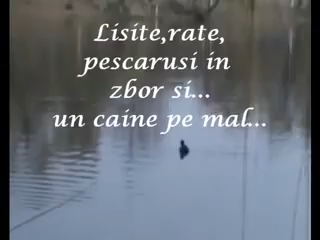 Lisite,rate,
pescarusi in
zbor si...
un caine pe mal...